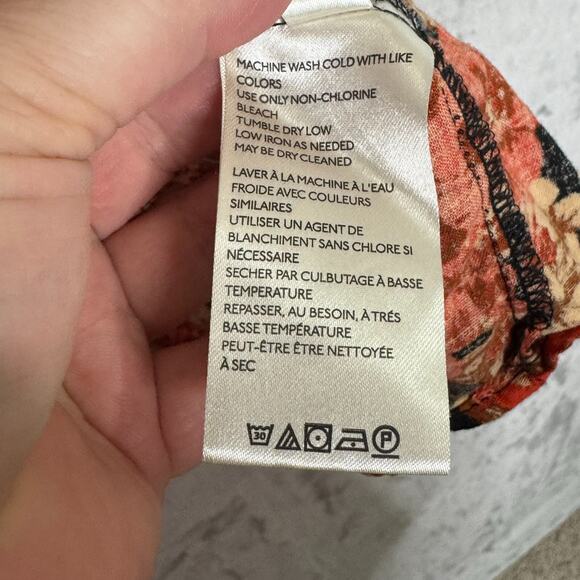 MACHINE WASH COLD WITH LIKE
COLORS
USE ONLY NON-CHLORINE
BLEACH
TUMBLE DRY LOW
LOW IRON AS NEEDED
MAY BE DRY CLEANED
LAVER À LA MACHINE À L'EAU
FROIDE AVEC COULEURS
SIMILAIRES
UTILISER UN AGENT DE
BLANCHIMENT SANS CHLORE SI
NÉCESSAIRE
SECHER PAR CULBUTAGE À BASSE
TEMPERATURE
REPASSER, AU BESOIN, À TRÉS
BASSE TEMPÉRATURE
PEUT-ÊTRE ÊTRE NETTOYÉE
À SEC
30 P